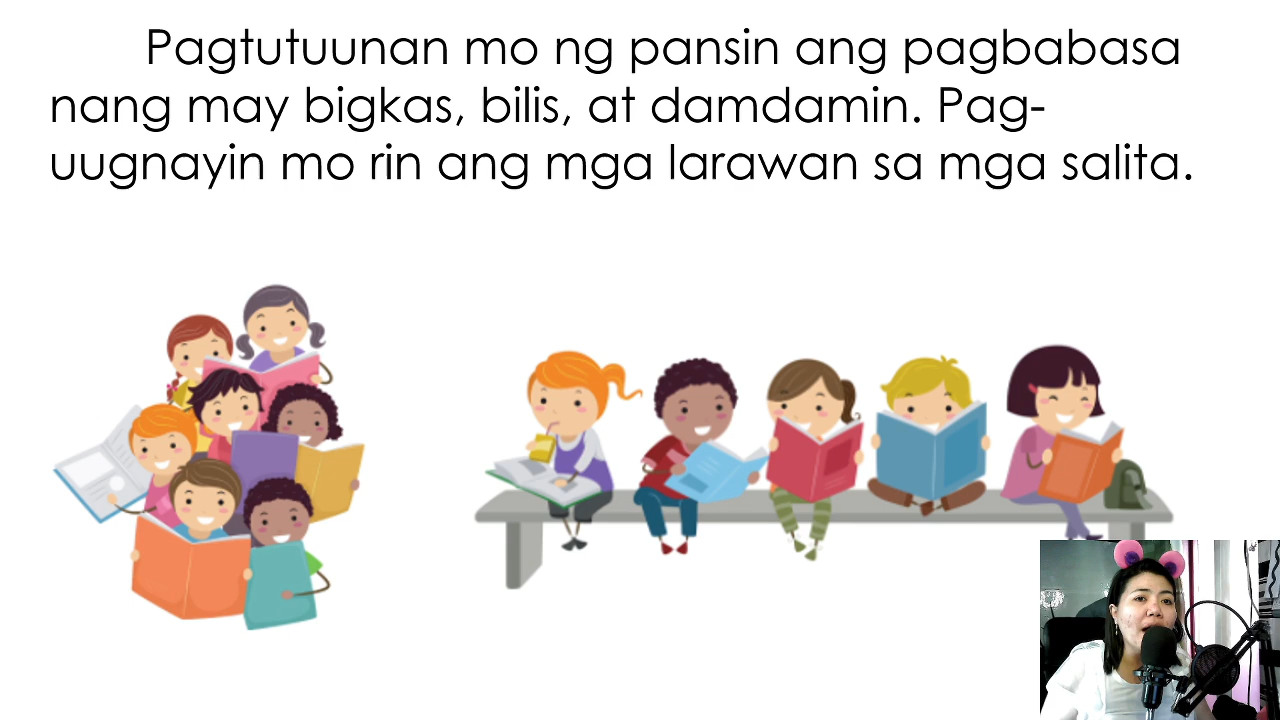 Pagtutuunan mo ng pansin ang pagbabasa
nang may bigkas, bilis, at damdamin. Pag-
uugnayin mo rin ang mga larawan sa mga salita.